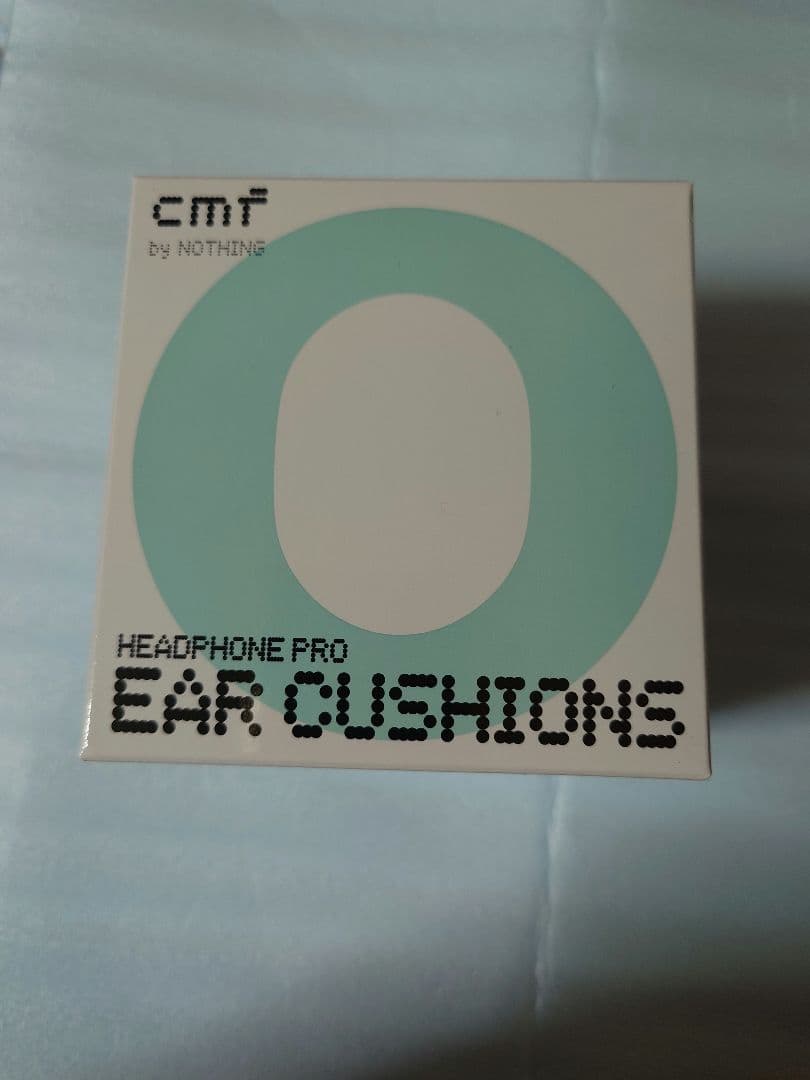 cmf
by NOTHING
HEADPHONE PRO
EAR CUSHIONS